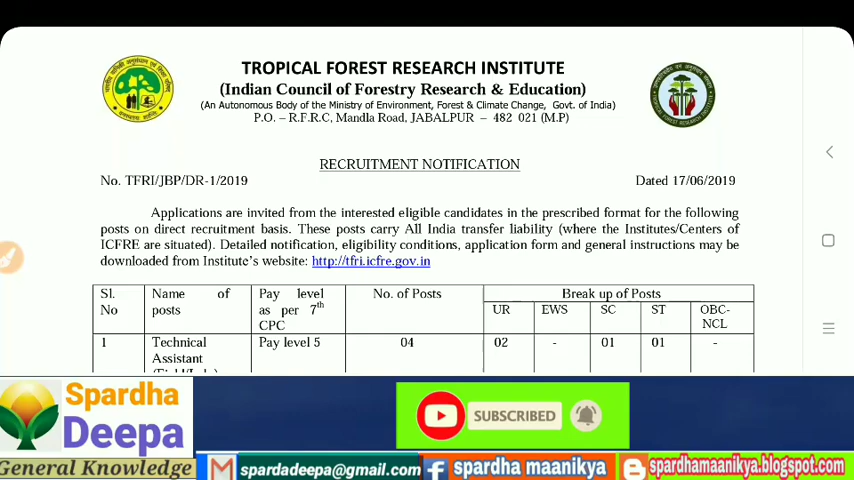 TROPICAL FOREST RESEARCH INSTITUTE
(Indian Council of Forestry Research & Education)
(An Autonomous Body of the Ministry of Environment, Forest & Climate Change, Govt. of India)
P.O. – R.F.R.C, Mandla Road, JABALPUR – 482 021 (M.P)
RECRUITMENT NOTIFICATION
No. TFRI/JBP/DR-1/2019 Dated 17/06/2019
Applications are invited from the interested eligible candidates in the prescribed format for the following
posts on direct recruitment basis. These posts carry All India transfer liability (where the Institutes/Centers of
ICFRE are situated). Detailed notification, eligibility conditions, application form and general instructions may be
downloaded from Institute's website: http://tfri.icfre.gov.in
Sl. No Name of posts Pay level as per 7th CPC No. of Posts Break up of Posts
UR EWS SC ST OBC-NCL
1 Technical Assistant Pay level 5 04 02 - 01 01 -
Spardha
Deepa
General Knowledge
SUBSCRIBED
spardadeepa@gmail.com
spardha maanikya
spardhamaanikya.blogspot.com